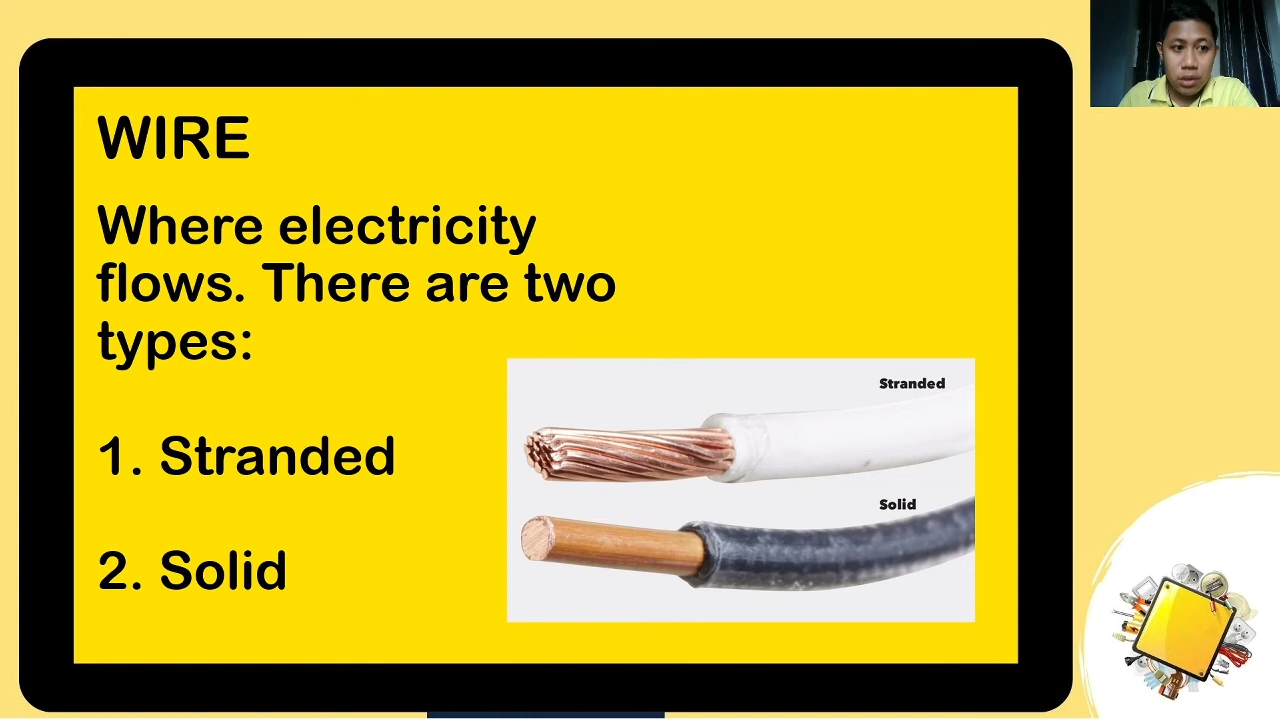 WIRE
Where electricity
flows. There are two
types:
1. Stranded
2. Solid
Stranded
Solid